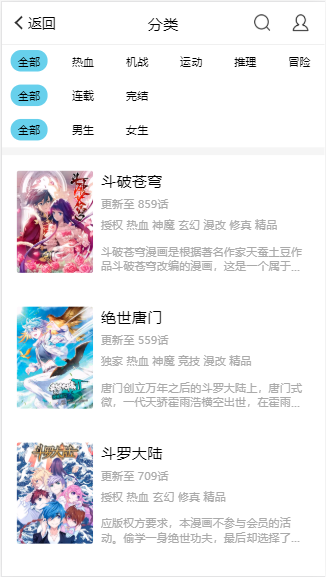 返回 分类
全部 热血 机战 运动 推理 冒险
全部 连载 完结
全部 男生 女生
斗破苍穹
更新至 859话
授权 热血 神魔 玄幻 漫改 修真 精品
斗破苍穹漫画是根据著名作家天蚕土豆作
品斗破苍穹改编的漫画，这是一个属于...
绝世唐门
更新至 559话
独家 热血 神魔 竞技 漫改 精品
唐门创立万年之后的斗罗大陆上，唐门式
微，一代天骄霍雨浩横空出世，在霍雨...
斗罗大陆
更新至 709话
授权 热血 玄幻 修真 精品
应版权方要求，本漫画不参与会员的活
动。偷学一身绝世功夫，最后却选择了...